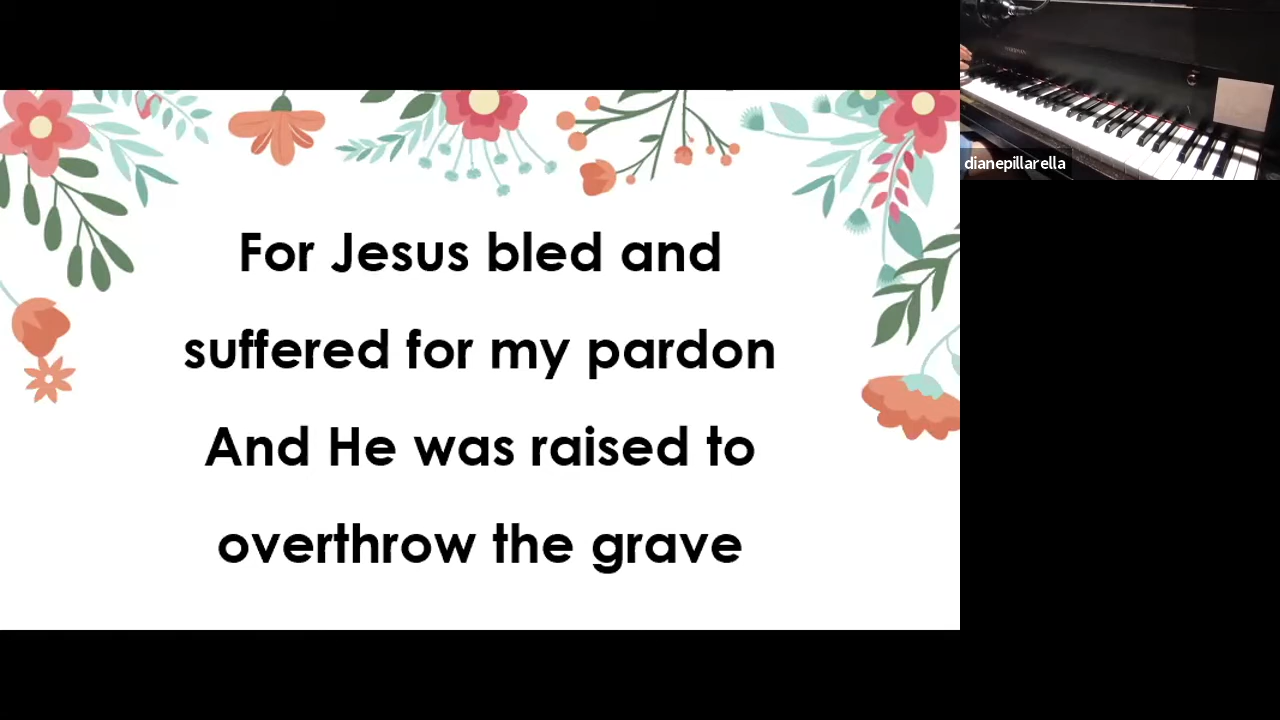 For Jesus bled and
suffered for my pardon
And He was raised to
overthrow the grave
dianepillarella